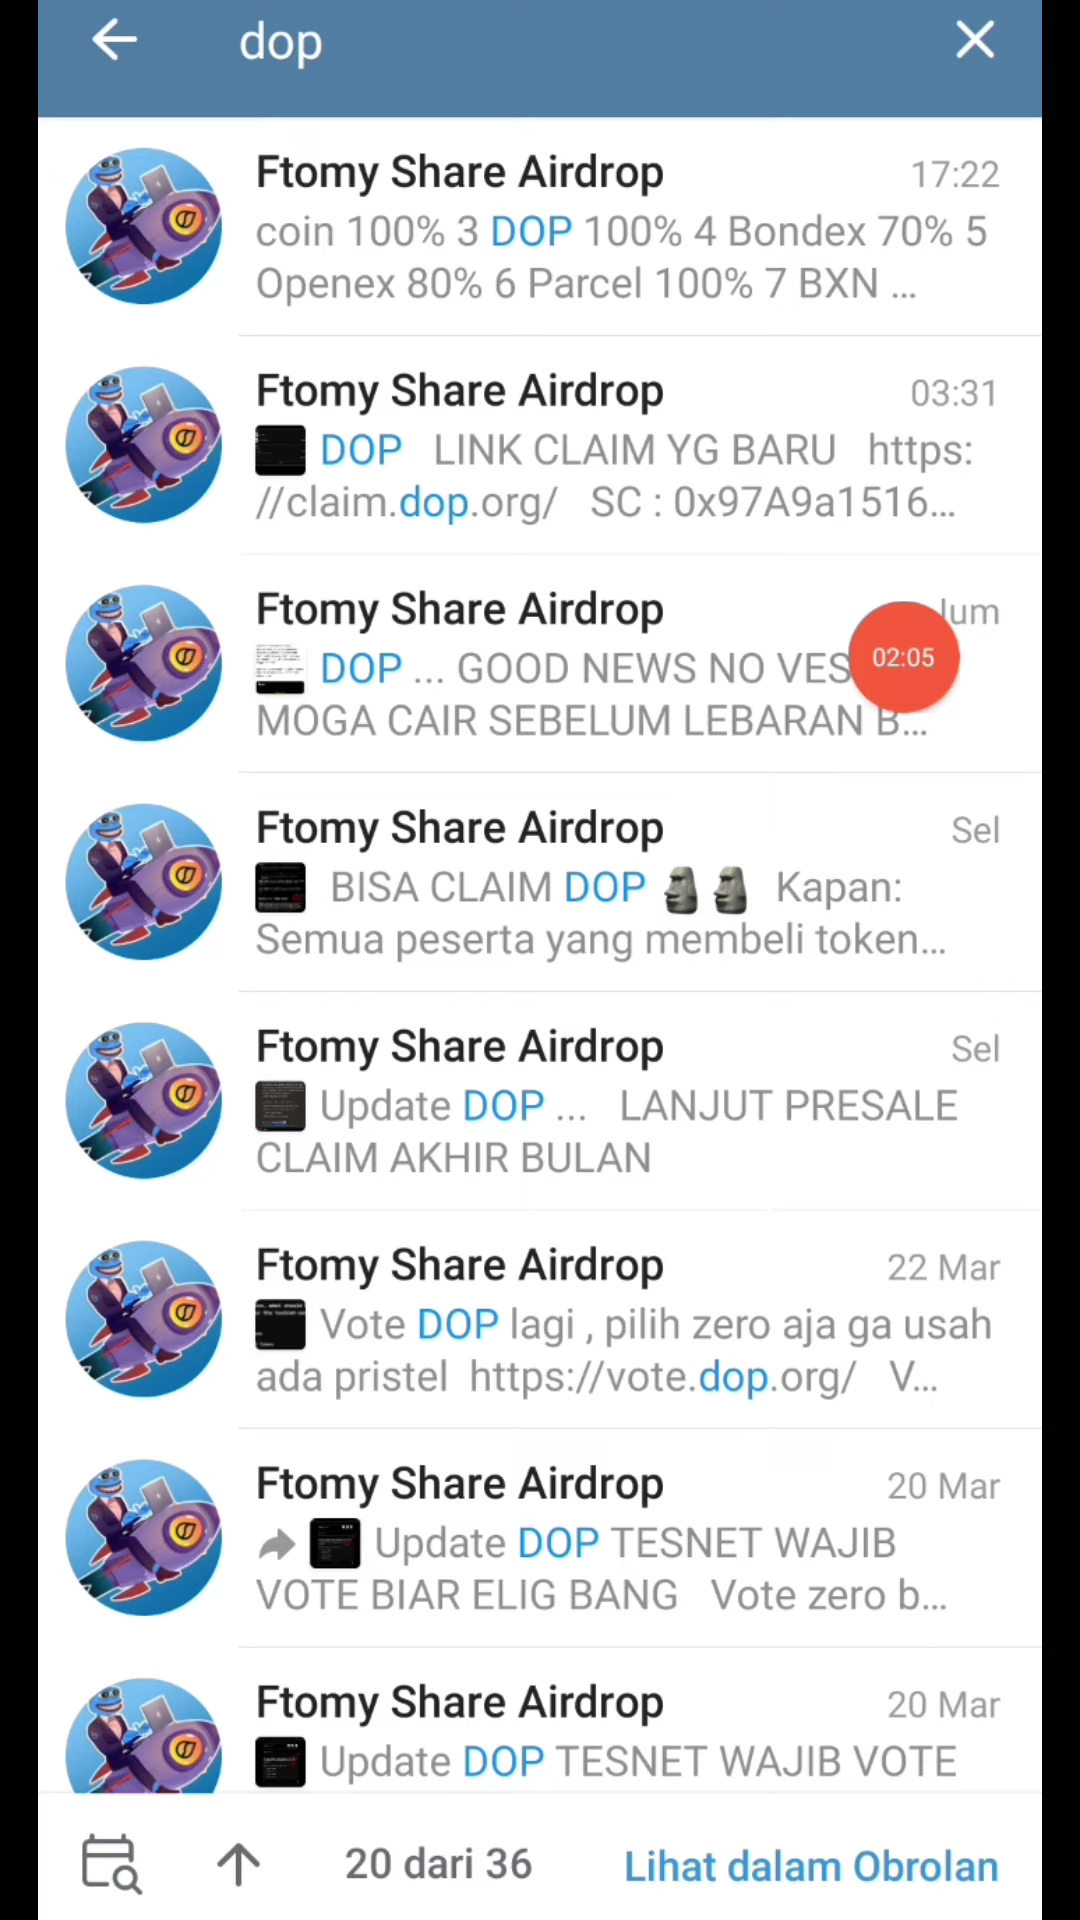 dop
Ftomy Share Airdrop 17:22
coin 100% 3 DOP 100% 4 Bondex 70% 5
Openex 80% 6 Parcel 100% 7 BXN ...
Ftomy Share Airdrop 03:31
DOP LINK CLAIM YG BARU https:
//claim.dop.org/ SC : 0x97A9a1516...
Ftomy Share Airdrop
02:05
DOP ... GOOD NEWS NO VES
MOGA CAIR SEBELUM LEBARAN B...
Ftomy Share Airdrop Sel
BISA CLAIM DOP 🗿 🗿 Kapan:
Semua peserta yang membeli token...
Ftomy Share Airdrop Sel
Update DOP ... LANJUT PRESALE
CLAIM AKHIR BULAN
Ftomy Share Airdrop 22 Mar
Vote DOP lagi , pilih zero aja ga usah
ada pristel https://vote.dop.org/ V...
Ftomy Share Airdrop 20 Mar
Update DOP TESNET WAJIB
VOTE BIAR ELIG BANG Vote zero b...
Ftomy Share Airdrop 20 Mar
Update DOP TESNET WAJIB VOTE
20 dari 36 Lihat dalam Obrolan